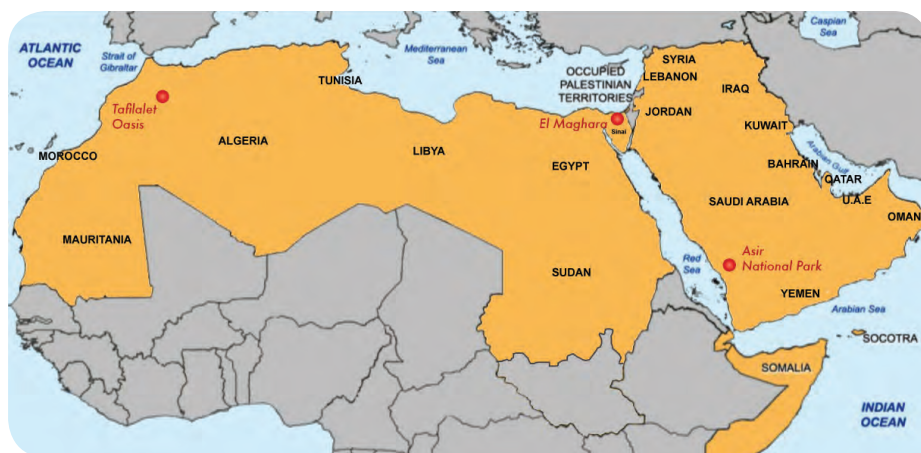 ATLANTIC
OCEAN
Strait of
Gibraltar
Mediterranean
Sea
Caspian
Sea
TUNISIA
OCCUPIED
PALESTINIAN
TERRITORIES
SYRIA
LEBANON
IRAQ
JORDAN
KUWAIT
Tafilalet
Oasis
El Maghara
Sinai
MOROCCO
ALGERIA
LIBYA
EGYPT
BAHRAIN
Arabian Gulf
QATAR
U.A.E
SAUDI ARABIA
OMAN
MAURITANIA
SUDAN
Red
Sea
Asir
National Park
YEMEN
Arabian Sea
SOCOTRA
SOMALIA
INDIAN
OCEAN